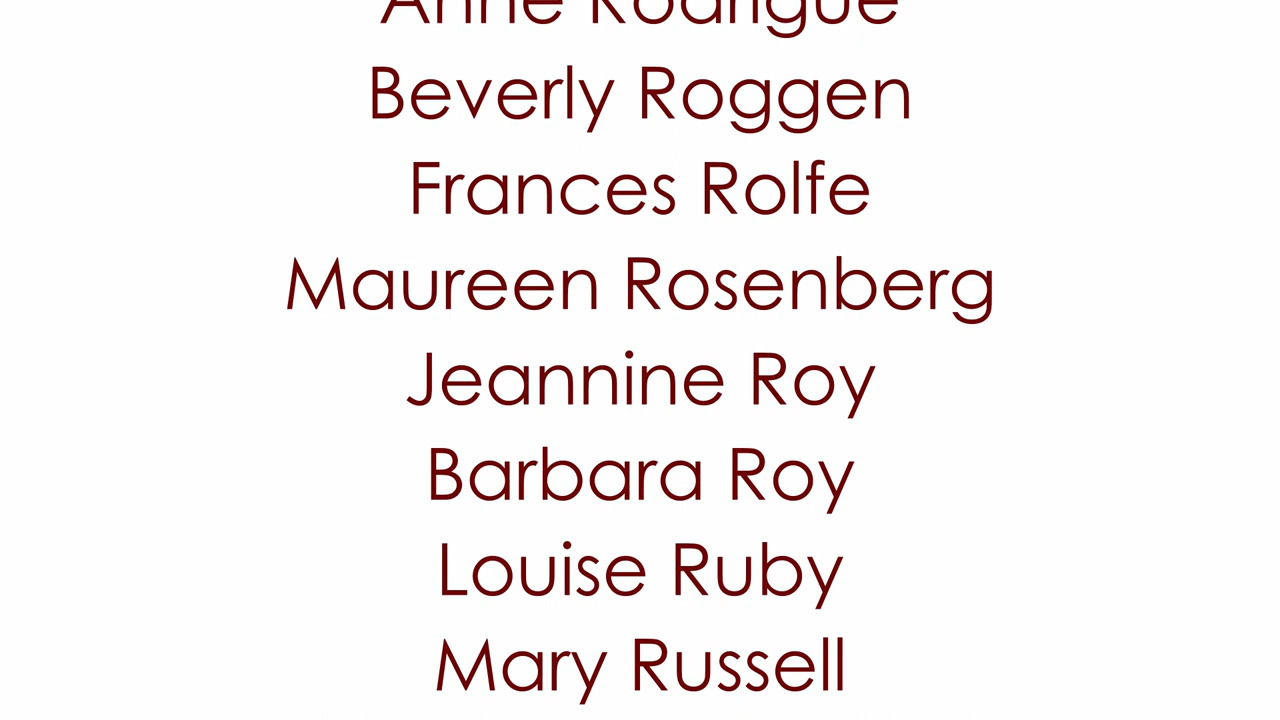 Anne Rodrigue
Beverly Roggen
Frances Rolfe
Maureen Rosenberg
Jeannine Roy
Barbara Roy
Louise Ruby
Mary Russell